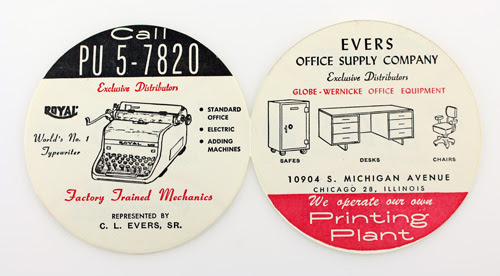 Call
PU 5-7820
Exclusive Distributors
ROYAL
World's No. 1
Typewriter
ROYAL
• STANDARD
OFFICE
• ELECTRIC
• ADDING
MACHINES
Factory Trained Mechanics
REPRESENTED BY
C. L. EVERS, SR.
EVERS
OFFICE SUPPLY COMPANY
Exclusive Distributors
GLOBE-WERNICKE OFFICE EQUIPMENT
SAFES
DESKS
CHAIRS
10904 S. MICHIGAN AVENUE
CHICAGO 28, ILLINOIS
We operate our own
Printing
Plant